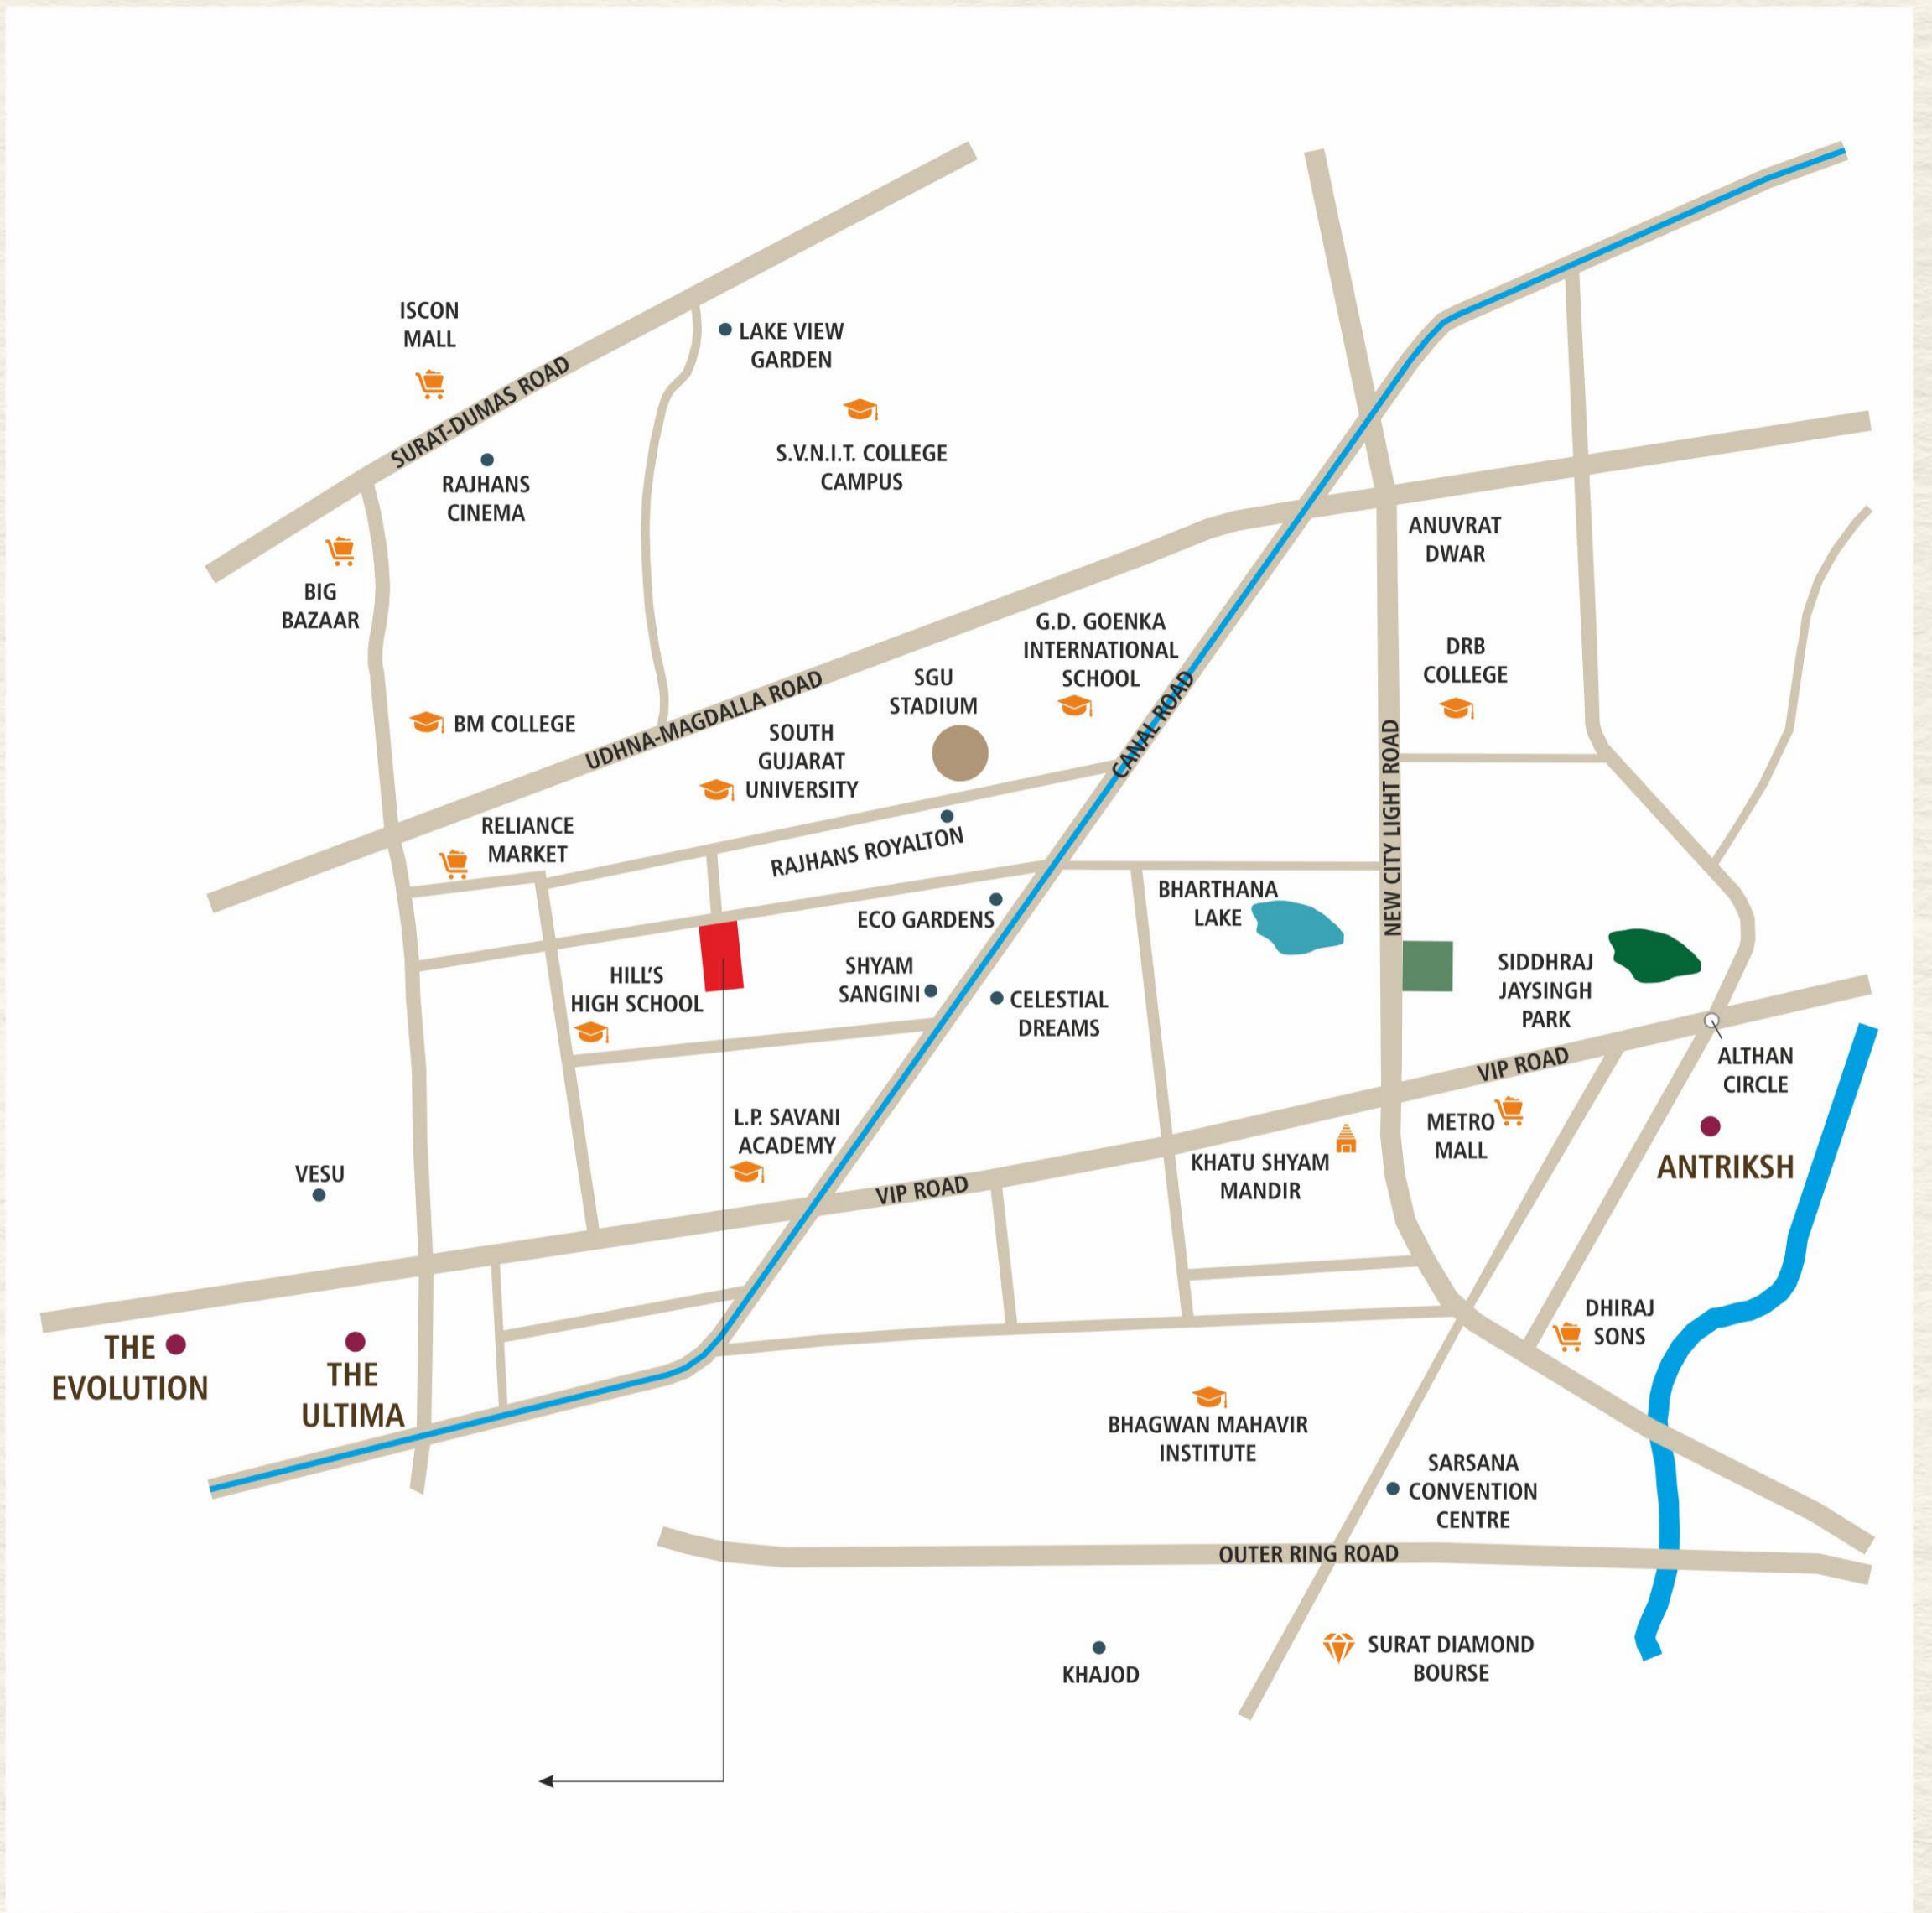 ISCON
MALL
LAKE VIEW
GARDEN
SURAT-DUMAS ROAD
S.V.N.I.T. COLLEGE
CAMPUS
RAJHANS
CINEMA
ANUVRAT
DWAR
BIG
BAZAAR
G.D. GOENKA
INTERNATIONAL
SCHOOL
DRB
COLLEGE
SGU
STADIUM
BM COLLEGE
UDHNA-MAGDALLA ROAD
SOUTH
GUJARAT
UNIVERSITY
CANAL ROAD
NEW CITY LIGHT ROAD
RELIANCE
MARKET
RAJHANS ROYALTON
BHARTHANA
LAKE
ECO GARDENS
SIDDHRAJ
JAYSINGH
PARK
HILL'S
HIGH SCHOOL
SHYAM
SANGINI
CELESTIAL
DREAMS
VIP ROAD
ALTHAN
CIRCLE
L.P. SAVANI
ACADEMY
METRO
MALL
KHATU SHYAM
MANDIR
ANTRIKSH
VESU
VIP ROAD
DHIRAJ
SONS
THE
EVOLUTION
THE
ULTIMA
BHAGWAN MAHAVIR
INSTITUTE
SARSANA
CONVENTION
CENTRE
OUTER RING ROAD
KHAJOD
SURAT DIAMOND
BOURSE